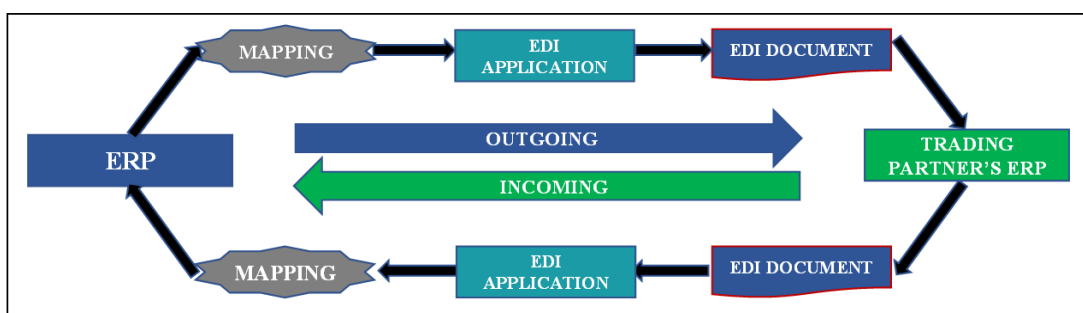 MAPPING
EDI
APPLICATION
EDI DOCUMENT
OUTGOING
ERP
TRADING
PARTNER'S ERP
INCOMING
MAPPING
EDI
APPLICATION
EDI DOCUMENT